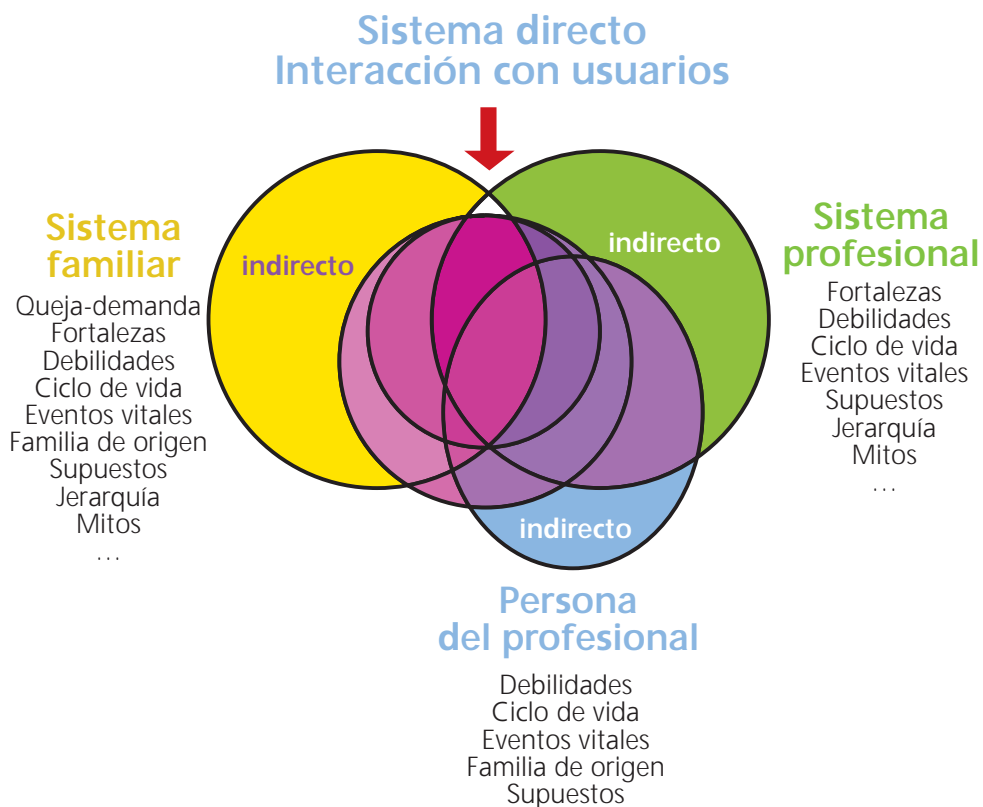 Sistema directo
Interacción con usuarios
Sistema
familiar
Queja-demanda
Fortalezas
Debilidades
Ciclo de vida
Eventos vitales
Familia de origen
Supuestos
Jerarquía
Mitos
...
indirecto
indirecto
Sistema
profesional
Fortalezas
Debilidades
Ciclo de vida
Eventos vitales
Supuestos
Jerarquía
Mitos
...
indirecto
Persona
del profesional
Debilidades
Ciclo de vida
Eventos vitales
Familia de origen
Supuestos